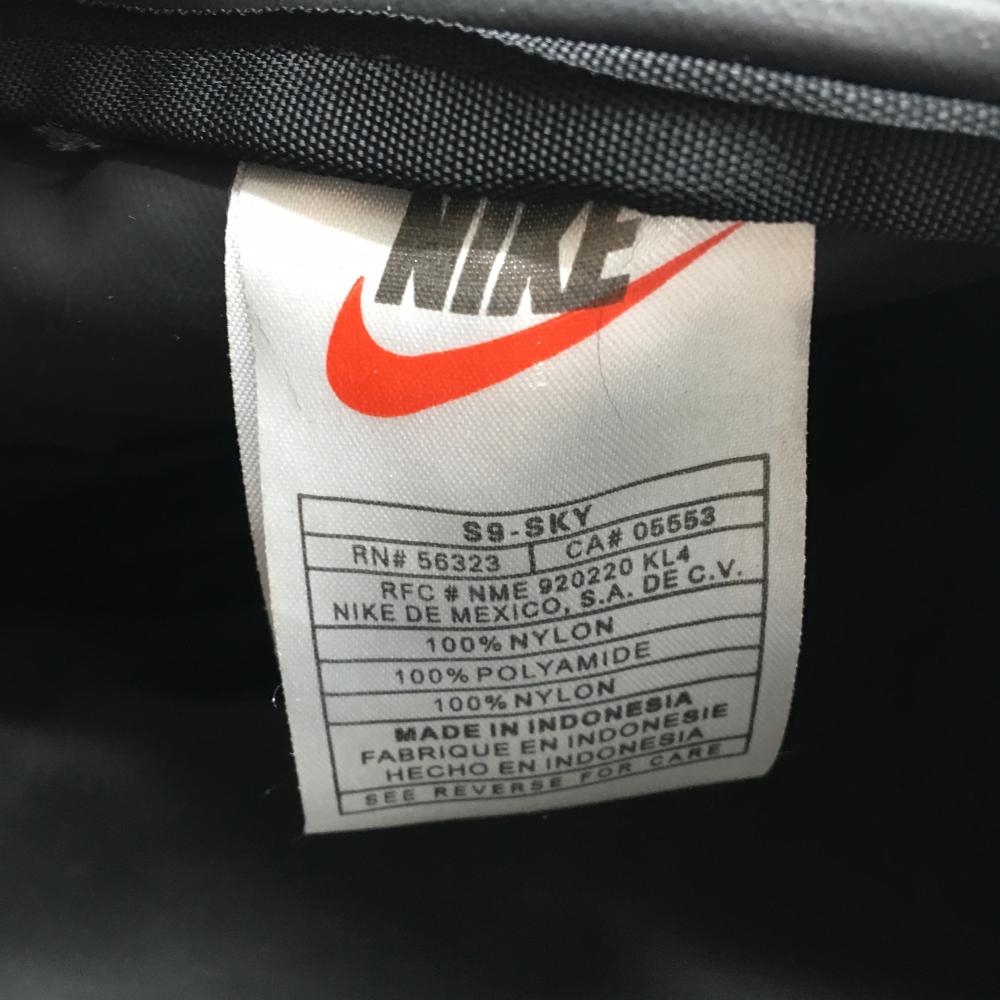 NIKE
S9-SKY
RN# 56323 CA# 05553
RFC # NME 920220 KL4
NIKE DE MEXICO, S.A. DE C.V.
100% NYLON
100% POLYAMIDE
100% NYLON
MADE IN INDONESIA
FABRIQUE EN INDONESIE
HECHO EN INDONESIA
SEE REVERSE FOR CARE